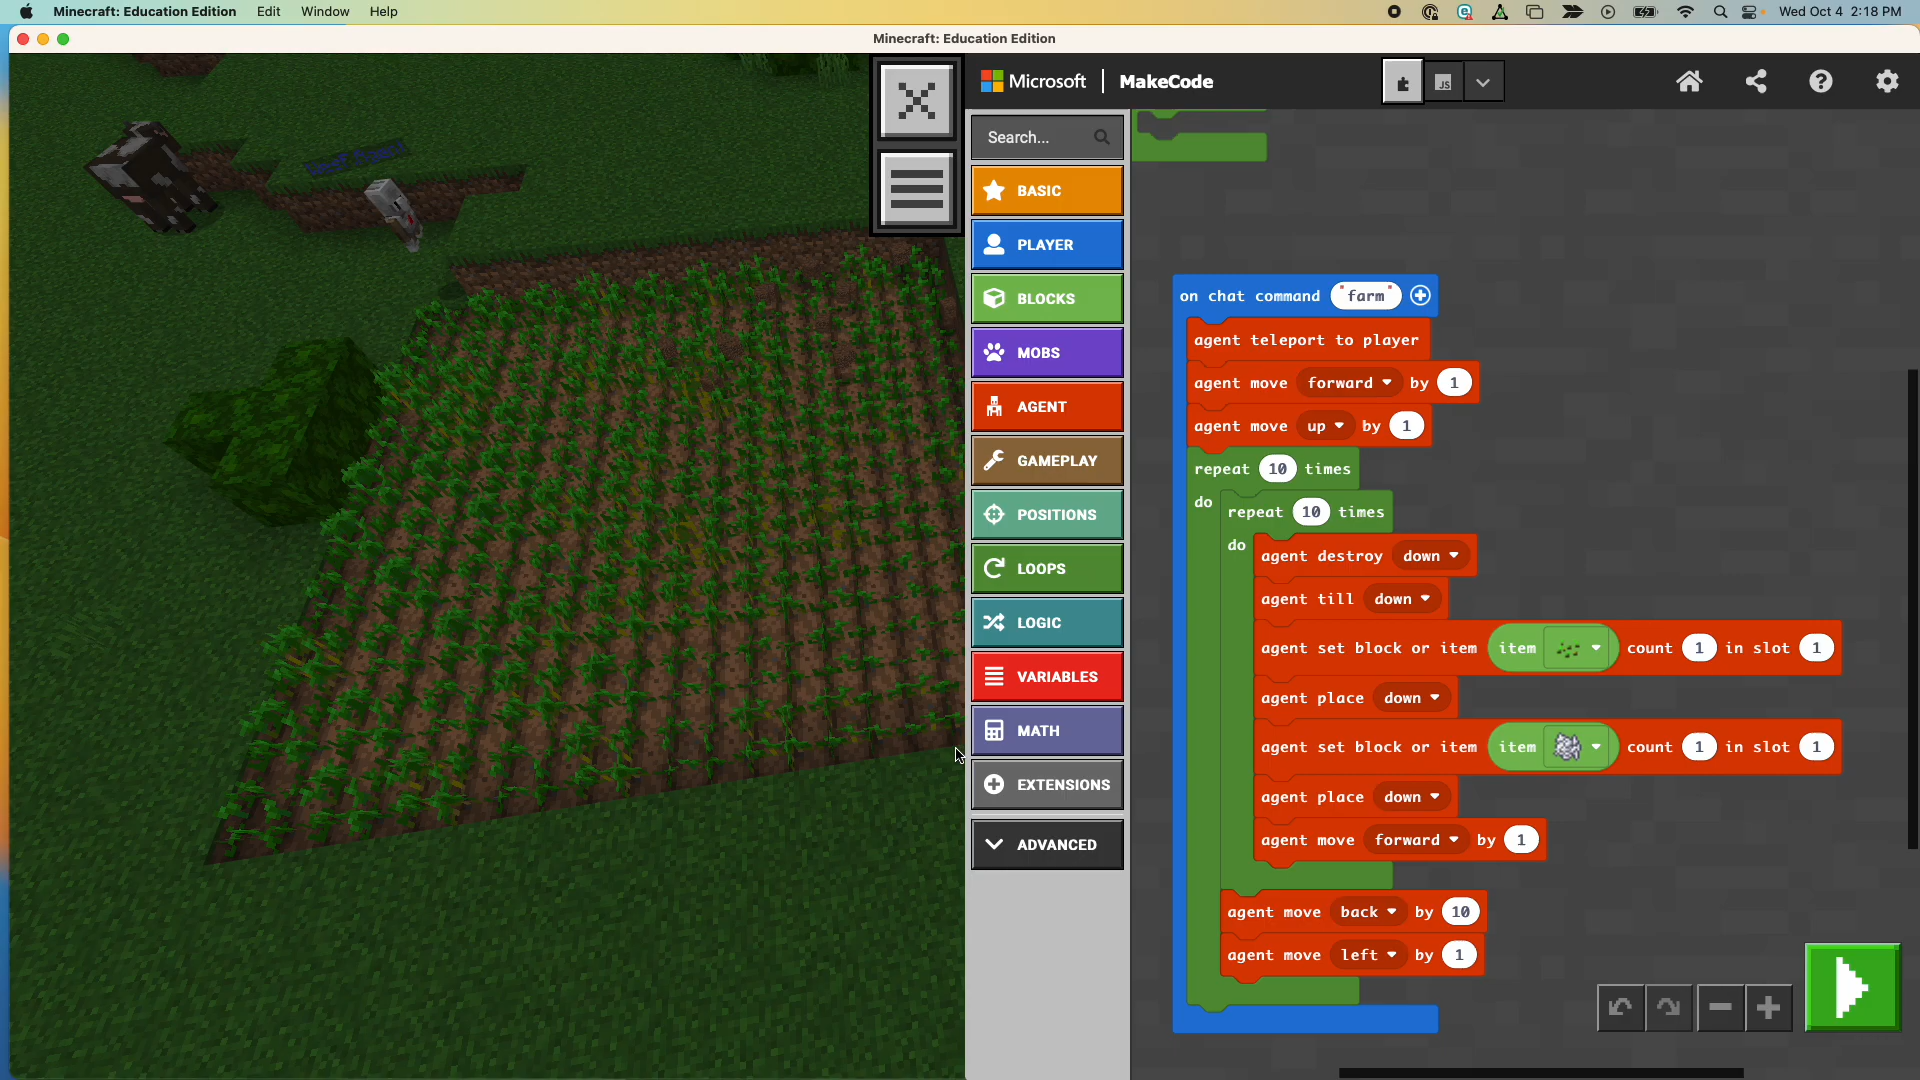 Minecraft: Education Edition Edit Window Help
Wed Oct 4 2:18 PM
Minecraft: Education Edition
Microsoft | MakeCode
JS
Search...
BASIC
PLAYER
BLOCKS
MOBS
AGENT
GAMEPLAY
POSITIONS
LOOPS
LOGIC
VARIABLES
MATH
EXTENSIONS
ADVANCED
on chat command "farm"
agent teleport to player
agent move forward by 1
agent move up by 1
repeat 10 times
do repeat 10 times
do agent destroy down
agent till down
agent set block or item item count 1 in slot 1
agent place down
agent set block or item item count 1 in slot 1
agent place down
agent move forward by 1
agent move back by 10
agent move left by 1